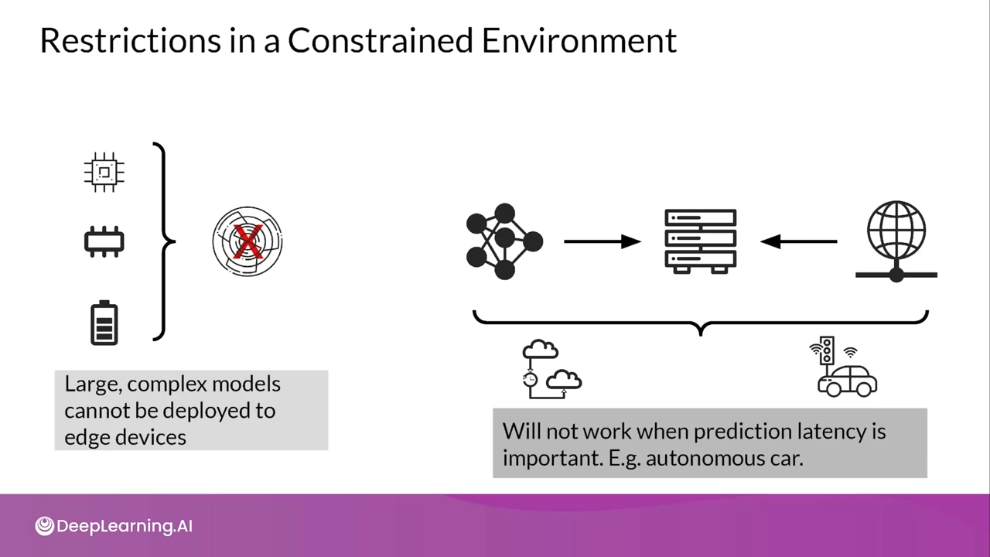 Restrictions in a Constrained Environment
Large, complex models
cannot be deployed to
edge devices
Will not work when prediction latency is
important. E.g. autonomous car.
DeepLearning.AI